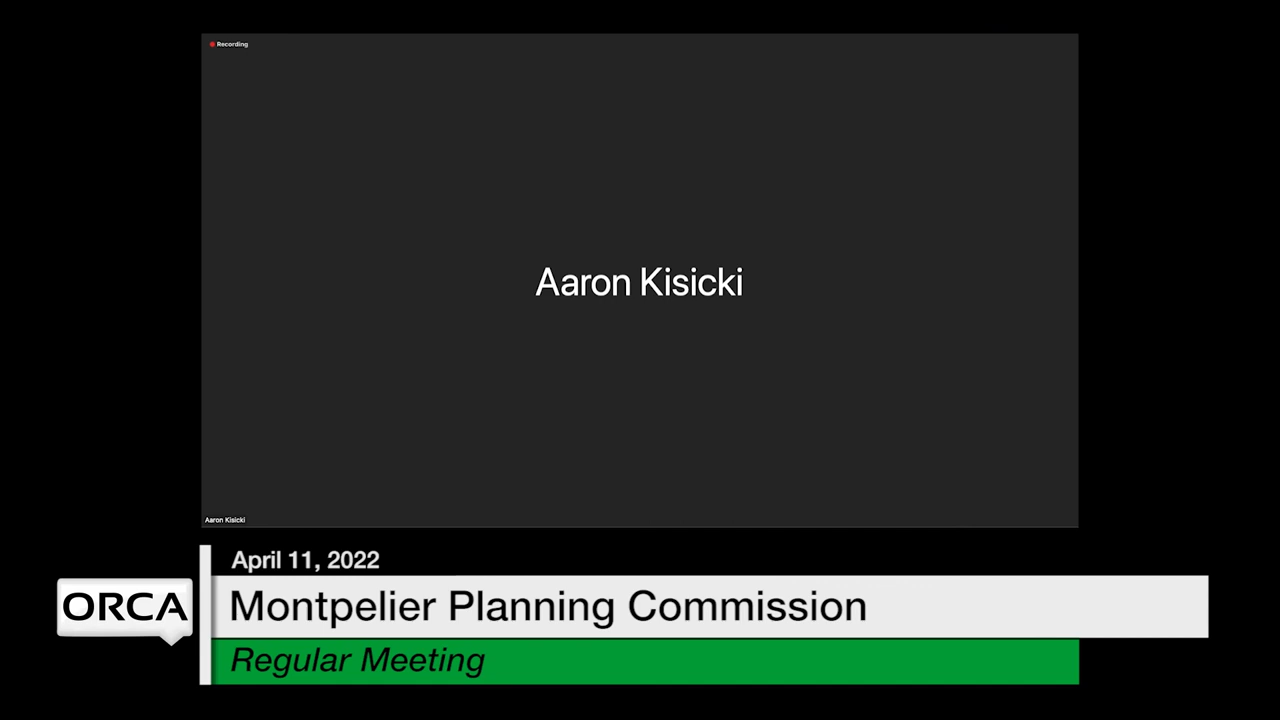 Recording
Aaron Kisicki
Aaron Kisicki
April 11, 2022
ORCA
Montpelier Planning Commission
Regular Meeting